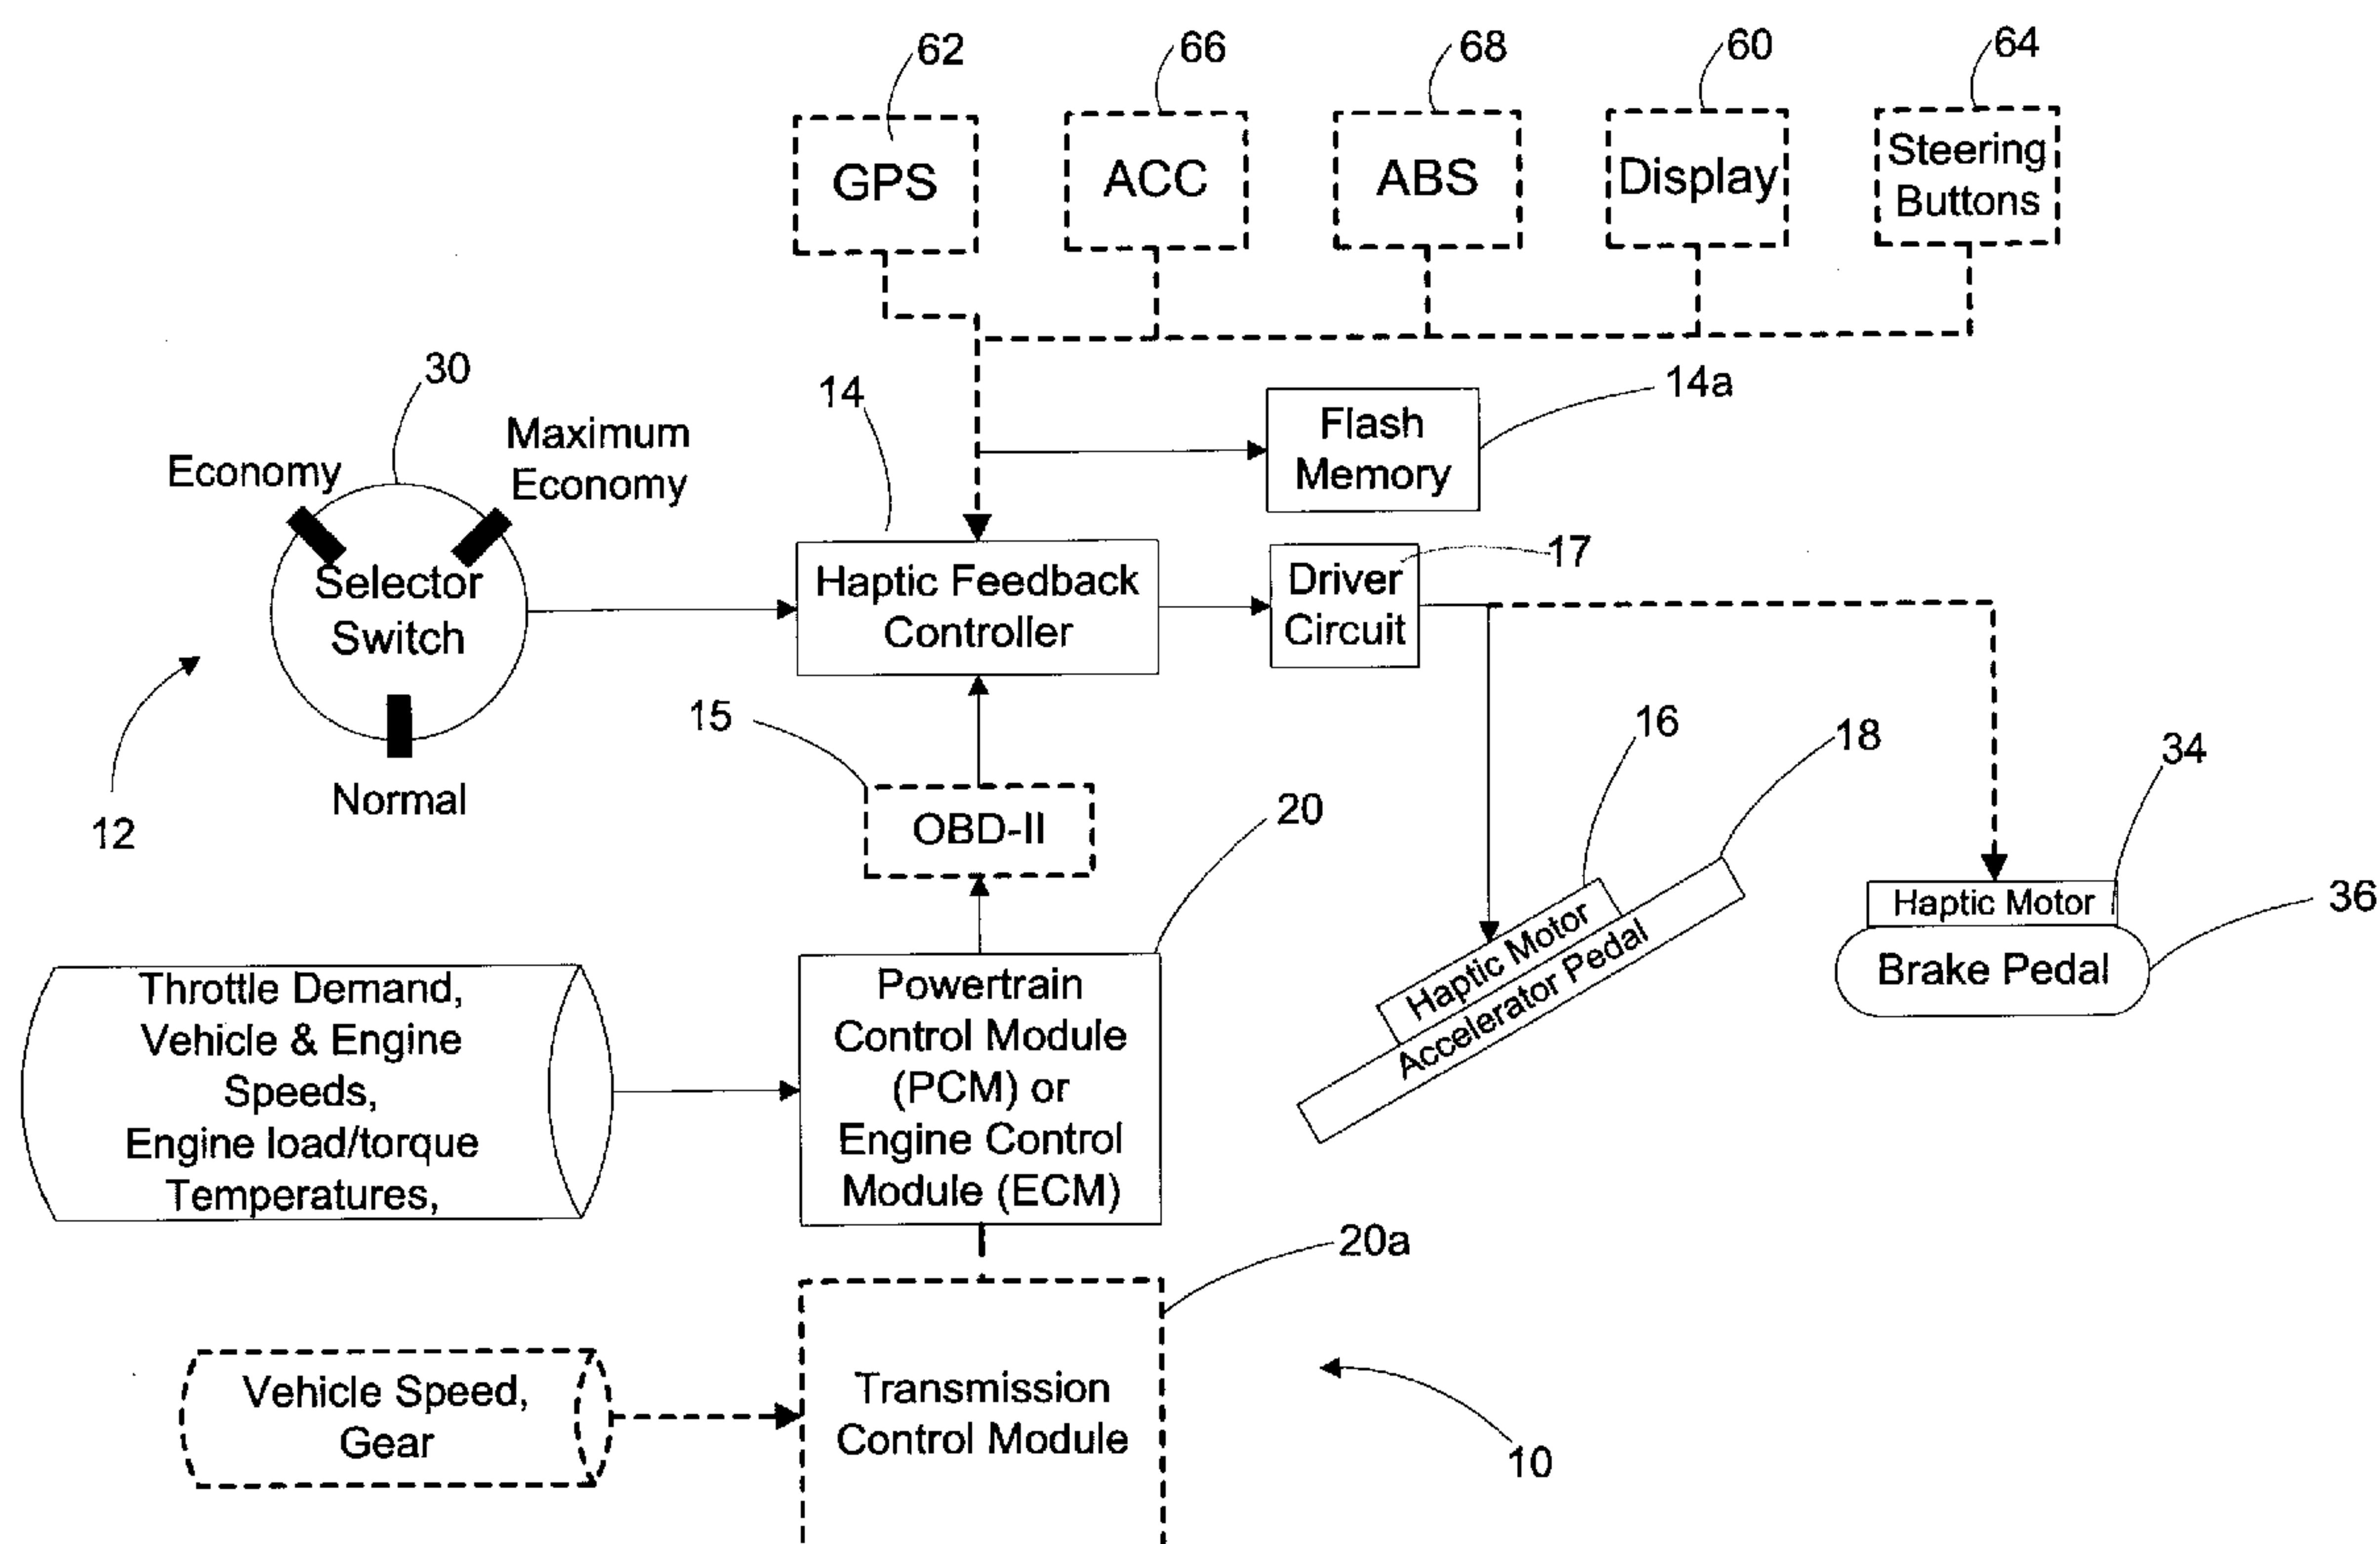 62
66
68
60
64
GPS
ACC
ABS
Display
Steering
Buttons
30
14
14a
Economy
Maximum
Economy
Flash
Memory
Selector
Switch
Normal
12
Haptic Feedback
Controller
Driver
Circuit
17
15
OBD-II
20
16
18
34
36
Haptic Motor
Accelerator Pedal
Haptic Motor
Brake Pedal
Throttle Demand,
Vehicle & Engine
Speeds,
Engine load/torque
Temperatures,
Powertrain
Control Module
(PCM) or
Engine Control
Module (ECM)
20a
Vehicle Speed,
Gear
Transmission
Control Module
10